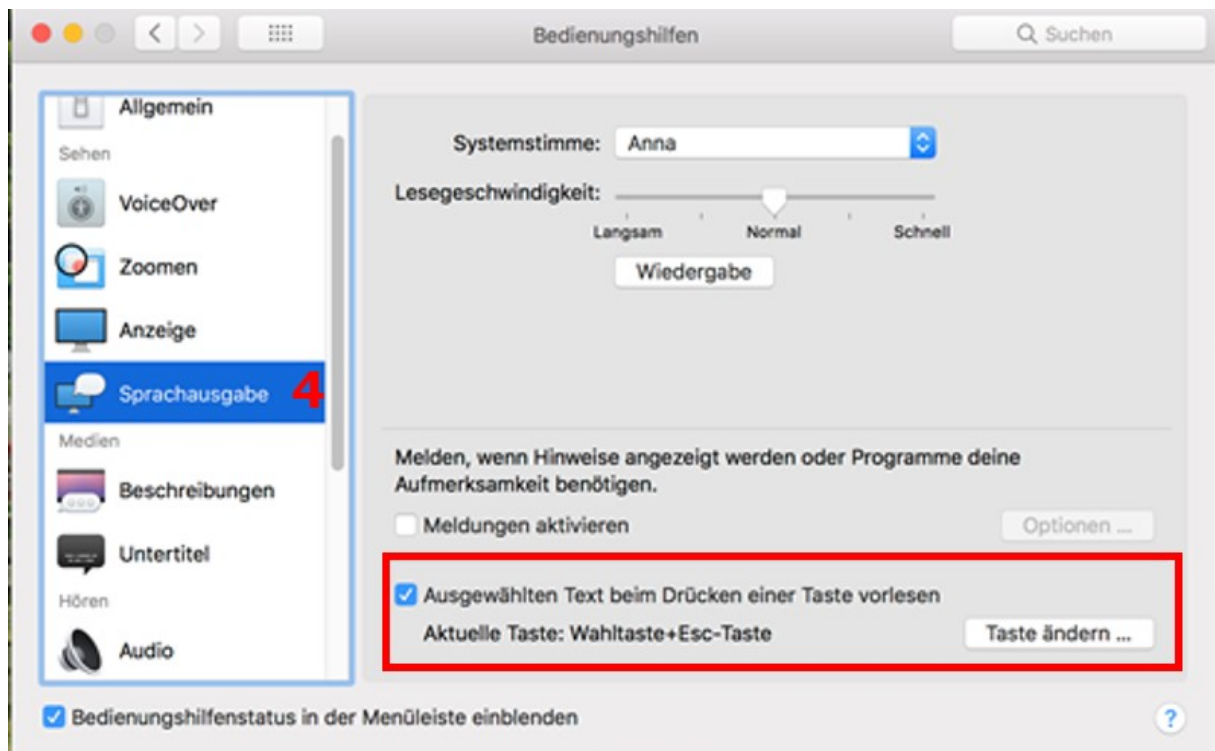 Bedienungshilfen
Suchen
Allgemein
Sehen
VoiceOver
Zoomen
Anzeige
Sprachausgabe 4
Medien
Beschreibungen
Untertitel
Hören
Audio
Systemstimme: Anna
Lesegeschwindigkeit:
Langsam Normal Schnell
Wiedergabe
Melden, wenn Hinweise angezeigt werden oder Programme deine
Aufmerksamkeit benötigen.
Meldungen aktivieren Optionen ...
Ausgewählten Text beim Drücken einer Taste vorlesen
Aktuelle Taste: Wahltaste+Esc-Taste Taste ändern ...
Bedienungshilfenstatus in der Menüleiste einblenden ?